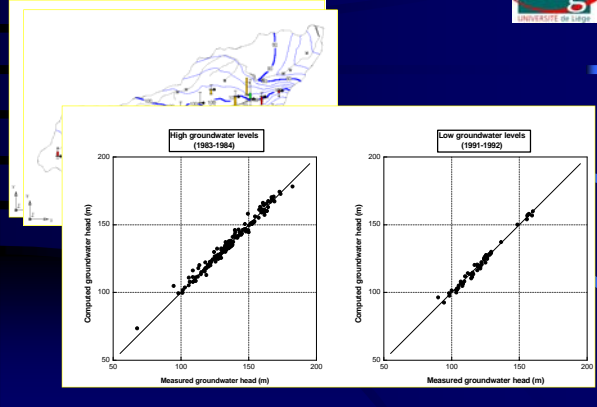 UNIVERSITÉ de Liège
High groundwater levels
(1983-1984)
200
150
100
50
50
100
150
200
Computed groundwater head (m)
Measured groundwater head (m)
Low groundwater levels
(1991-1992)
200
150
100
50
50
100
150
200
Computed groundwater head (m)
Measured groundwater head (m)